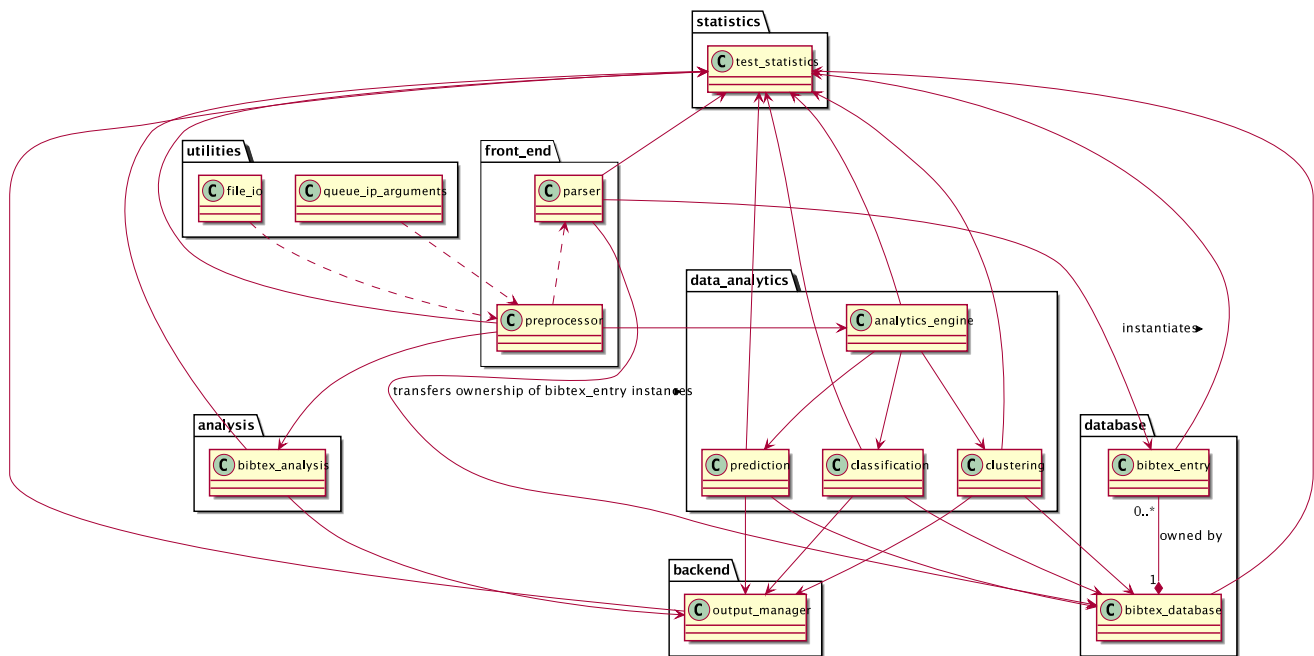 statistics
C test_statistics
utilities
C file_io
C queue_ip_arguments
front_end
C parser
C preprocessor
data_analytics
C analytics_engine
instantiates
transfers ownership of bibtex_entry instances
analysis
C bibtex_analysis
C prediction
C classification
C clustering
database
C bibtex_entry
0..*
owned by
1
backend
C output_manager
C bibtex_database